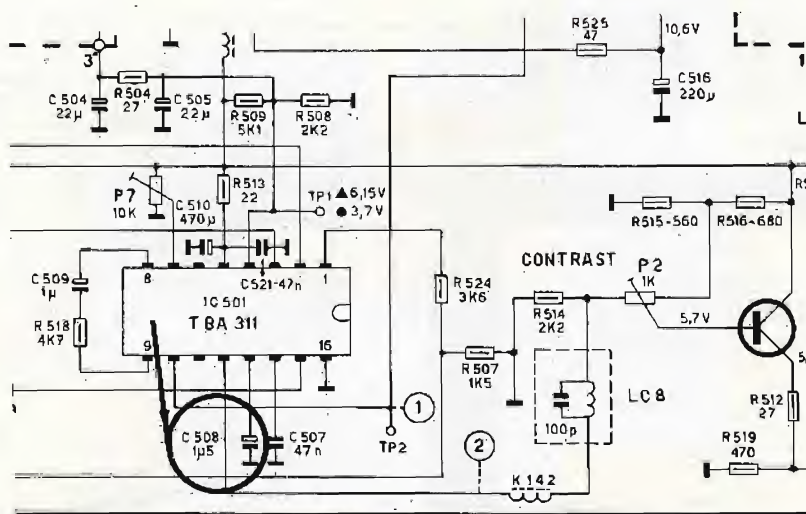 R525
47
10,6V
3
1
C504
22µ
R504
27
C505
22µ
R509
5K1
R508
2K2
C516
220µ
P7
10K
C510
470µ
R513
22
TP1 ▲ 6,15V
● 3,7V
R515-560
R516-680
C509
1µ
8
C521-47n
1
IC501
TBA 311
R518
4K7
9
16
R524
3K6
CONTRAST
P2
1K
R514
2K2
5,7V
R507
1K5
LC8
100p
R512
27
C508
1µ5
C507
47n
1
TP2
2
K142
R519
470